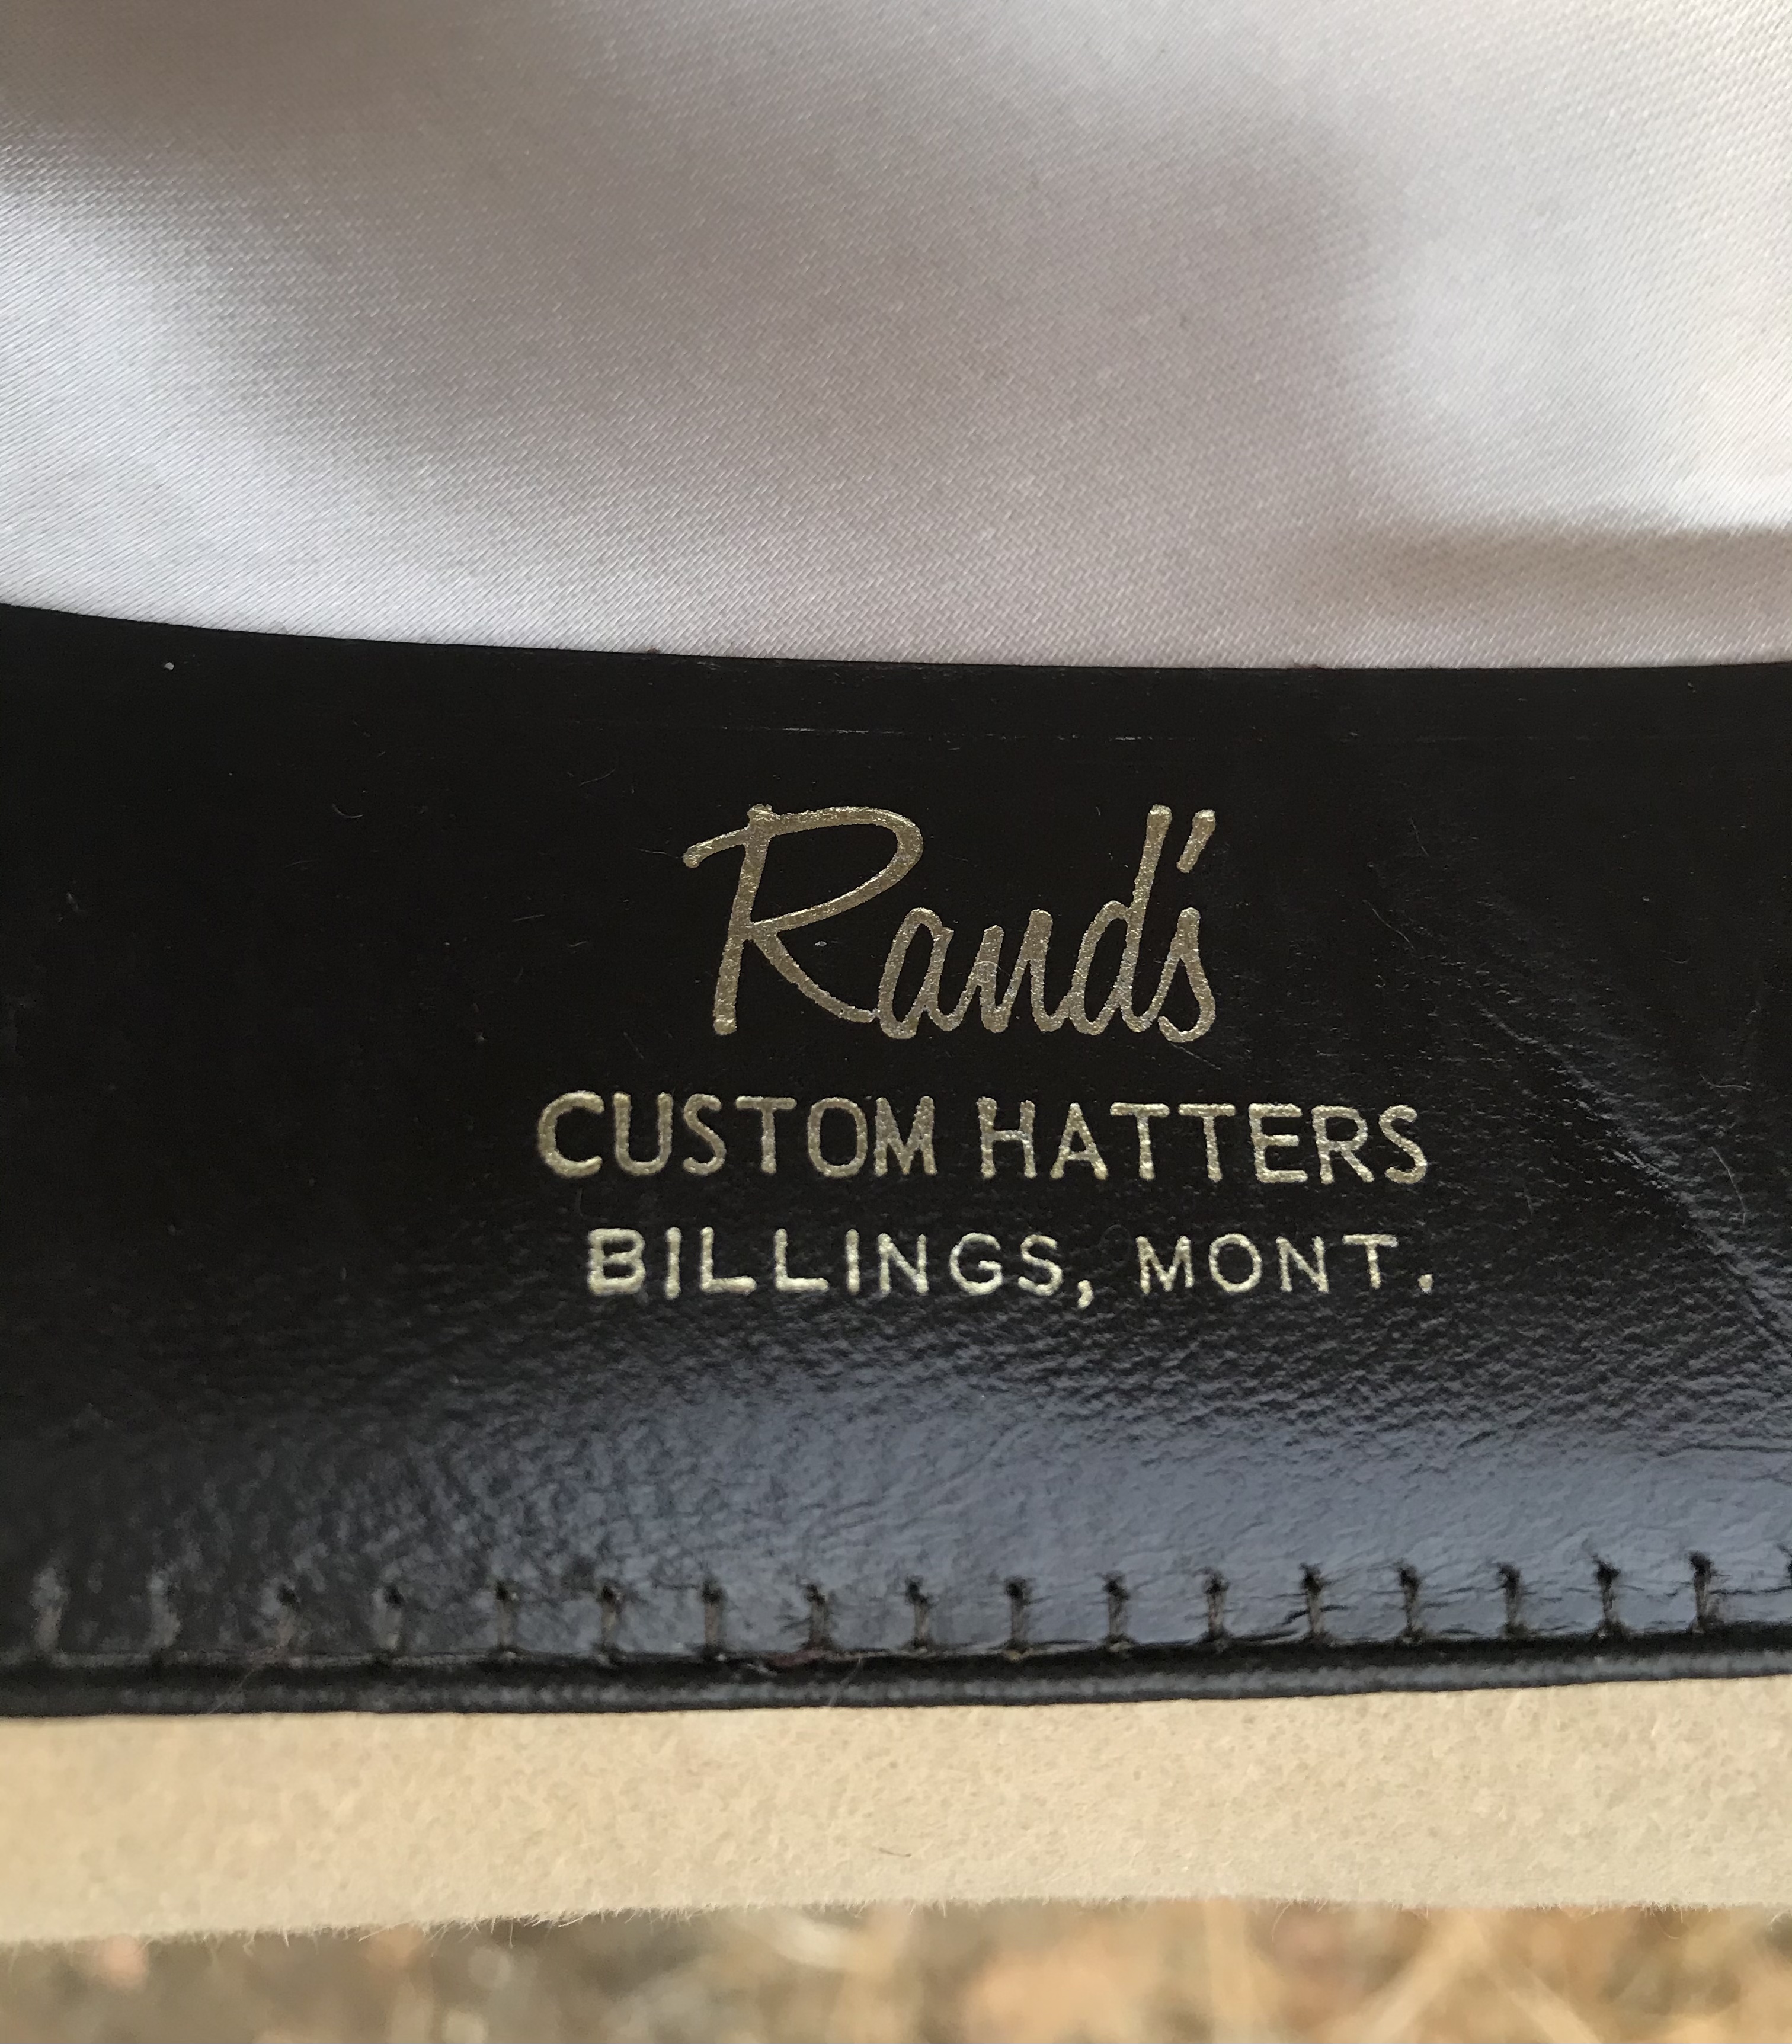 Rand's
CUSTOM HATTERS
BILLINGS, MONT.